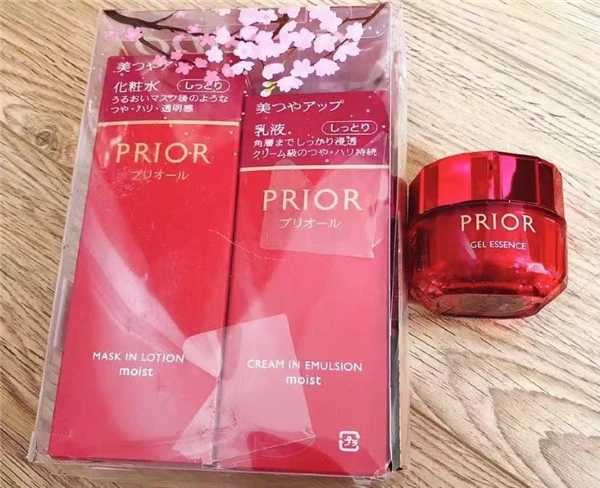 美つやアップ
化粧水 しっとり
うるおいマスク後のような
つや・ハリ・透明感
PRIOR
プリオール
MASK IN LOTION
moist
美つやアップ
乳液 しっとり
角層までしっかり浸透
クリーム級のつや・ハリ持続
PRIOR
プリオール
CREAM IN EMULSION
moist
プラ
PRIOR
GEL ESSENCE